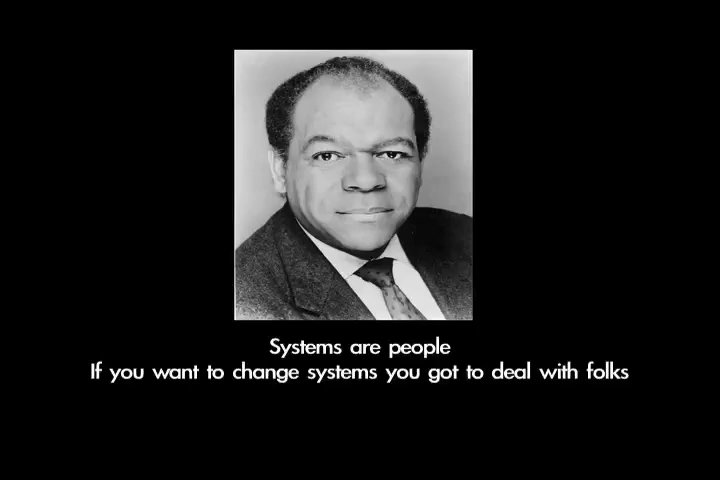 Systems are people
If you want to change systems you got to deal with folks